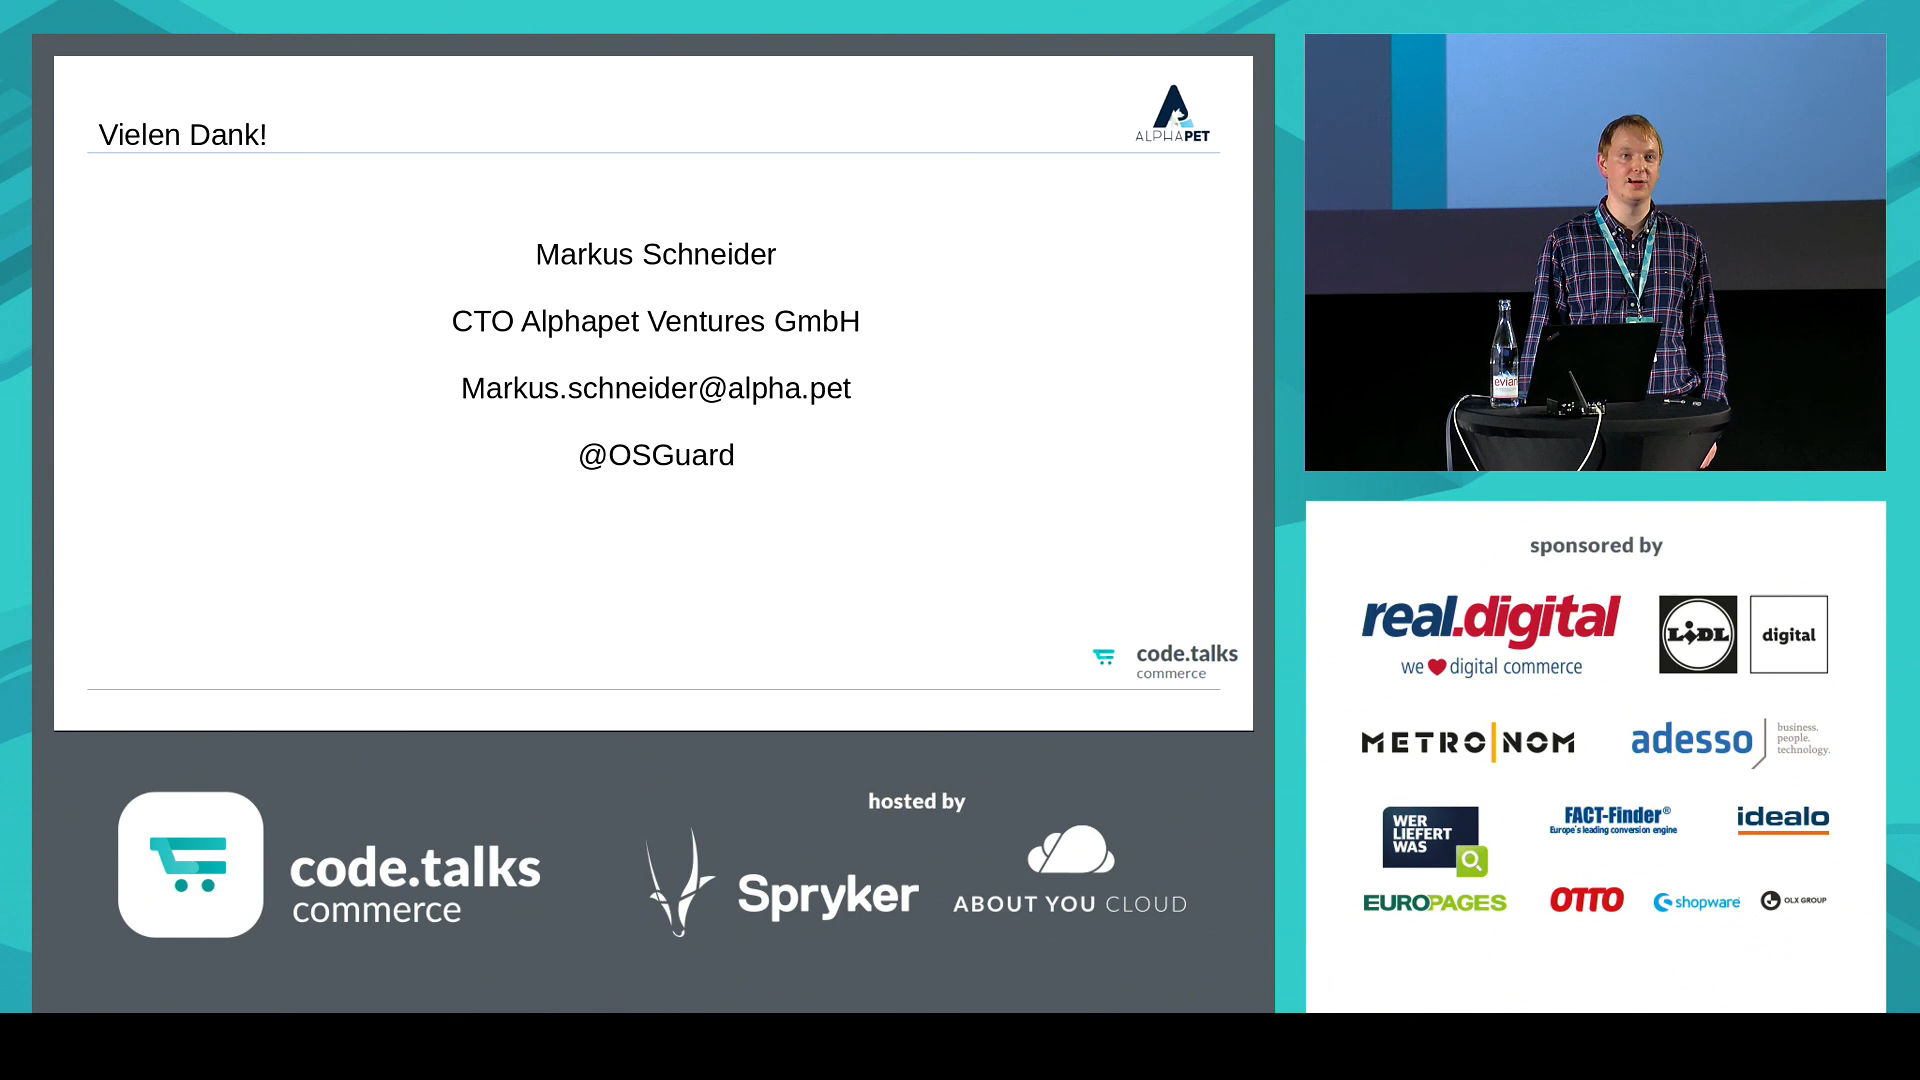 Vielen Dank!
ALPHAPET
Markus Schneider
CTO Alphapet Ventures GmbH
Markus.schneider@alpha.pet
@OSGuard
code.talks
commerce
evian
sponsored by
real.digital
we digital commerce
LiDL
digital
METRO NOM
adesso
business.
people.
technology.
WER
LIEFERT
WAS
FACT-Finder®
Europe's leading conversion engine
idealo
EUROPAGES
OTTO
shopware
OLX GROUP
code.talks
commerce
hosted by
Spryker
ABOUT YOU CLOUD